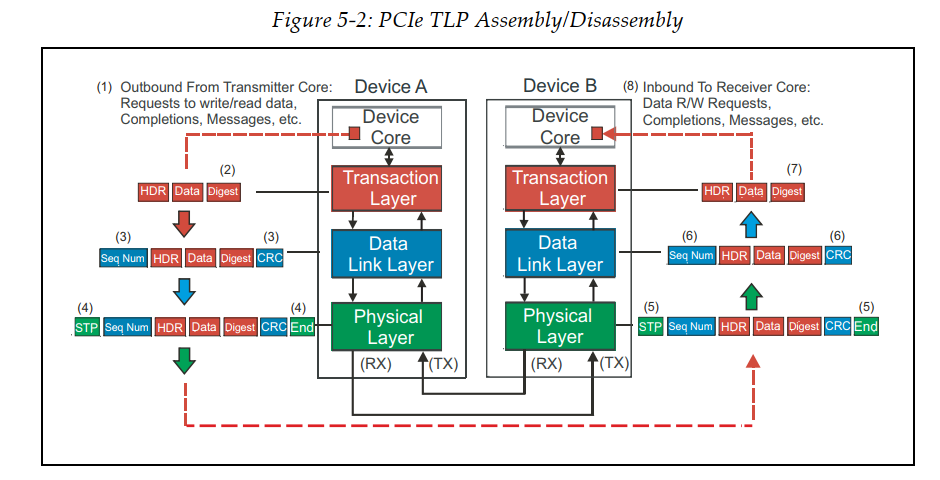 Figure 5-2: PCIe TLP Assembly/Disassembly
(1) Outbound From Transmitter Core:
Requests to write/read data,
Completions, Messages, etc.
Device A
Device B
(8) Inbound To Receiver Core:
Data R/W Requests,
Completions, Messages, etc.
Device
Core
Device
Core
(2)
HDR Data Digest
Transaction
Layer
Transaction
Layer
(7)
HDR Data Digest
(3) (3)
Seq Num HDR Data Digest CRC
Data
Link Layer
Data
Link Layer
(6) (6)
Seq Num HDR Data Digest CRC
(4) (4)
STP Seq Num HDR Data Digest CRC End
Physical
Layer
Physical
Layer
(5) (5)
STP Seq Num HDR Data Digest CRC End
(RX) (TX)
(RX) (TX)